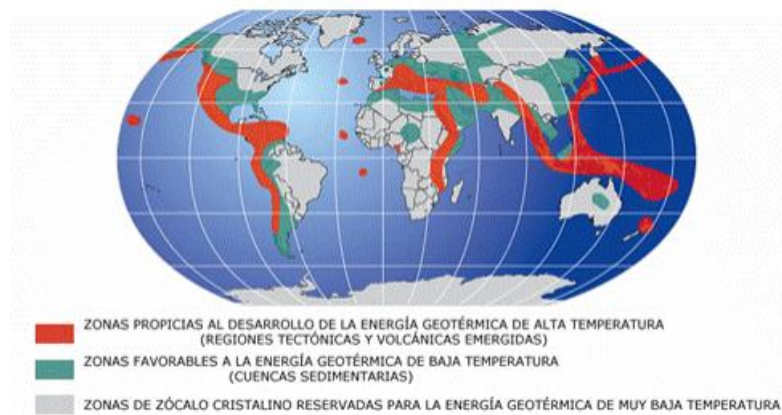 ZONAS PROPICIAS AL DESARROLLO DE LA ENERGÍA GEOTÉRMICA DE ALTA TEMPERATURA
(REGIONES TECTÓNICAS Y VOLCÁNICAS EMERGIDAS)
ZONAS FAVORABLES A LA ENERGÍA GEOTÉRMICA DE BAJA TEMPERATURA
(CUENCAS SEDIMENTARIAS)
ZONAS DE ZÓCALO CRISTALINO RESERVADAS PARA LA ENERGÍA GEOTÉRMICA DE MUY BAJA TEMPERATURA